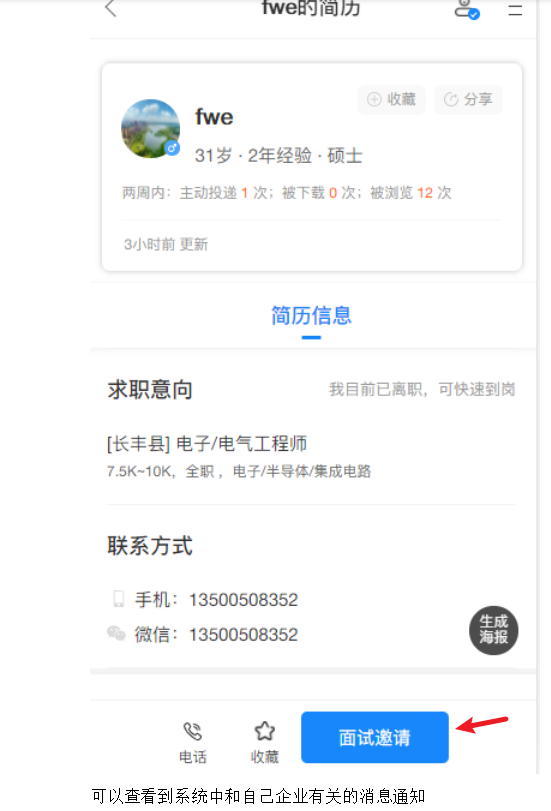 fwe的简历
收藏
分享
fwe
31岁 · 2年经验 · 硕士
两周内：主动投递 1 次；被下载 0 次；被浏览 12 次
3小时前 更新
简历信息
求职意向
我目前已离职，可快速到岗
[长丰县] 电子/电气工程师
7.5K~10K，全职 ，电子/半导体/集成电路
联系方式
手机：13500508352
微信：13500508352
生成
海报
电话
收藏
面试邀请
可以查看到系统中和自己企业有关的消息通知